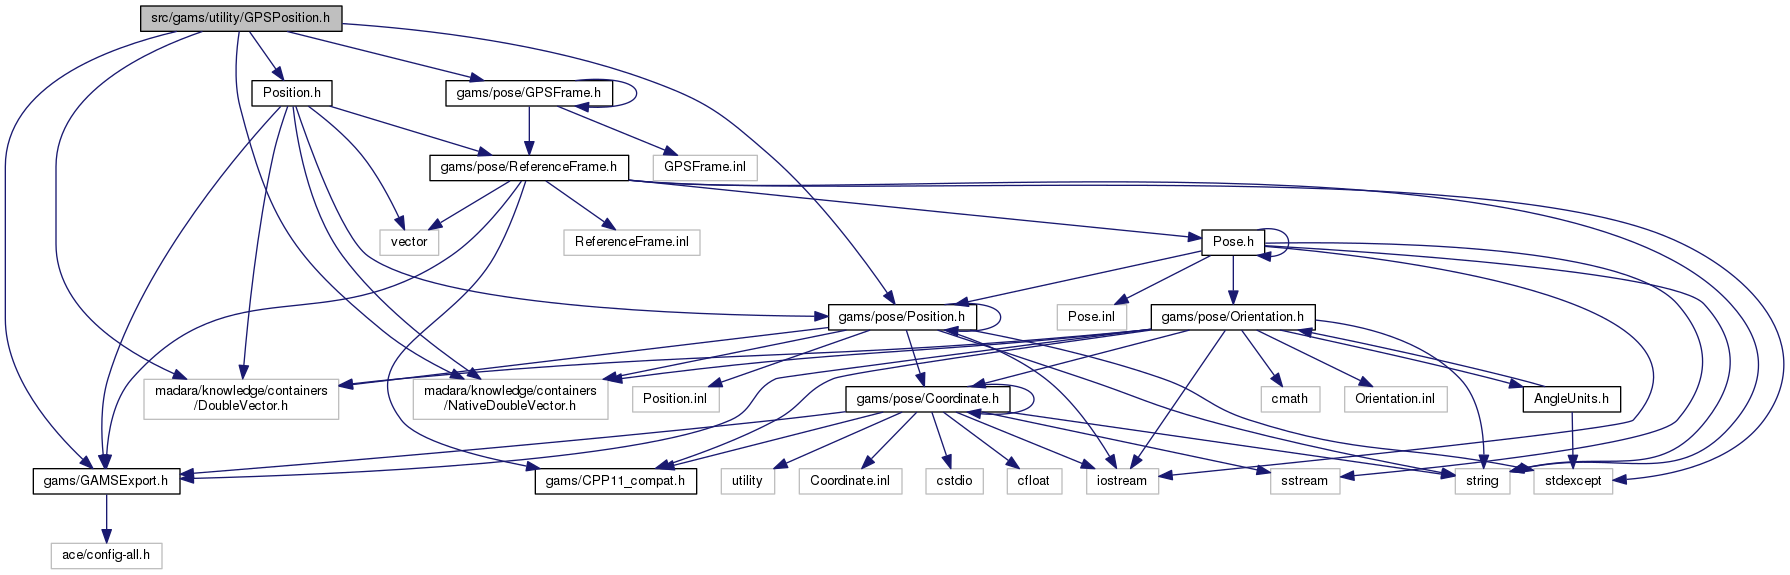 src/gams/utility/GPSPosition.h
Position.h
gams/pose/GPSFrame.h
gams/pose/ReferenceFrame.h
GPSFrame.inl
vector
ReferenceFrame.inl
Pose.h
gams/pose/Position.h
Pose.inl
gams/pose/Orientation.h
madara/knowledge/containers
/DoubleVector.h
madara/knowledge/containers
/NativeDoubleVector.h
Position.inl
gams/pose/Coordinate.h
cmath
Orientation.inl
AngleUnits.h
gams/GAMSExport.h
gams/CPP11_compat.h
utility
Coordinate.inl
cstdio
cfloat
iostream
sstream
string
stdexcept
ace/config-all.h